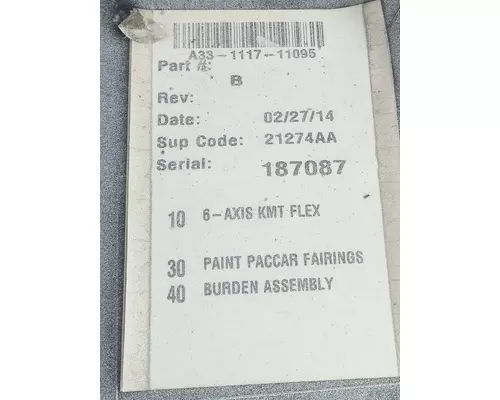 A33-1117-11095
Part #:
B
Rev:
Date: 02/27/14
Sup Code: 21274AA
Serial: 187087
10 6-AXIS KMT FLEX
30 PAINT PACCAR FAIRINGS
40 BURDEN ASSEMBLY